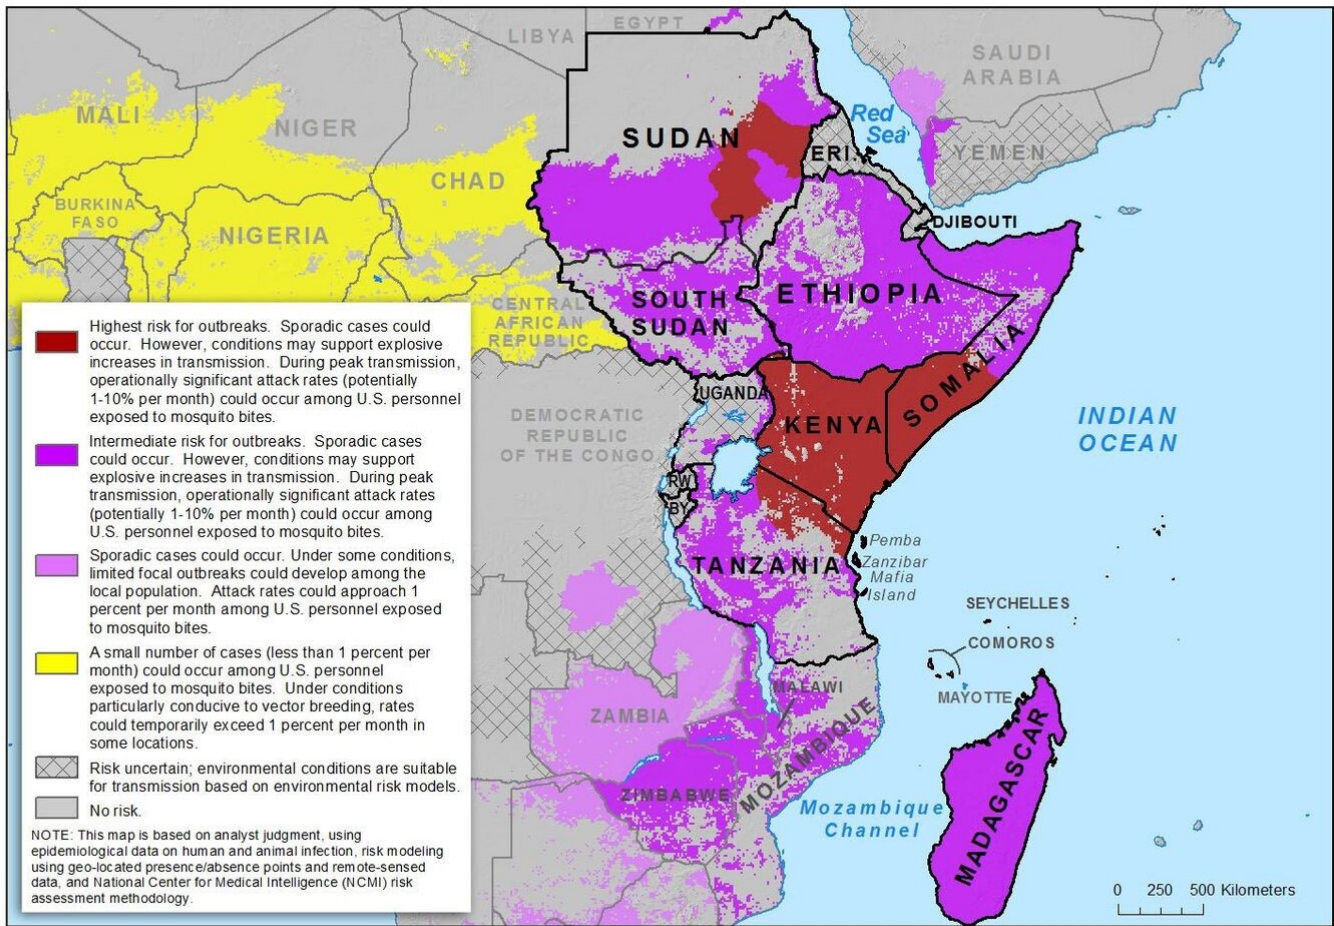 EGYPT
LIBYA
SAUDI
ARABIA
MALI
NIGER
SUDAN
Red
Sea
ERI.
YEMEN
CHAD
BURKINA
FASO
NIGERIA
DJIBOUTI
CENTRAL
AFRICAN
REPUBLIC
SOUTH
SUDAN
ETHIOPIA
SOMALIA
UGANDA
KENYA
DEMOCRATIC
REPUBLIC
OF THE CONGO
INDIAN
OCEAN
RW
BY
TANZANIA
Pemba
Zanzibar
Mafia
Island
SEYCHELLES
COMOROS
MAYOTTE
MALAWI
ZAMBIA
MOZAMBIQUE
ZIMBABWE
Mozambique
Channel
MADAGASCAR
0 250 500 Kilometers
Highest risk for outbreaks. Sporadic cases could
occur. However, conditions may support explosive
increases in transmission. During peak transmission,
operationally significant attack rates (potentially
1-10% per month) could occur among U.S. personnel
exposed to mosquito bites.
Intermediate risk for outbreaks. Sporadic cases
could occur. However, conditions may support
explosive increases in transmission. During peak
transmission, operationally significant attack rates
(potentially 1-10% per month) could occur among
U.S. personnel exposed to mosquito bites.
Sporadic cases could occur. Under some conditions,
limited focal outbreaks could develop among the
local population. Attack rates could approach 1
percent per month among U.S. personnel exposed
to mosquito bites.
A small number of cases (less than 1 percent per
month) could occur among U.S. personnel
exposed to mosquito bites. Under conditions
particularly conducive to vector breeding, rates
could temporarily exceed 1 percent per month in
some locations.
Risk uncertain; environmental conditions are suitable
for transmission based on environmental risk models.
No risk.
NOTE: This map is based on analyst judgment, using
epidemiological data on human and animal infection, risk modeling
using geo-located presence/absence points and remote-sensed
data, and National Center for Medical Intelligence (NCMI) risk
assessment methodology.